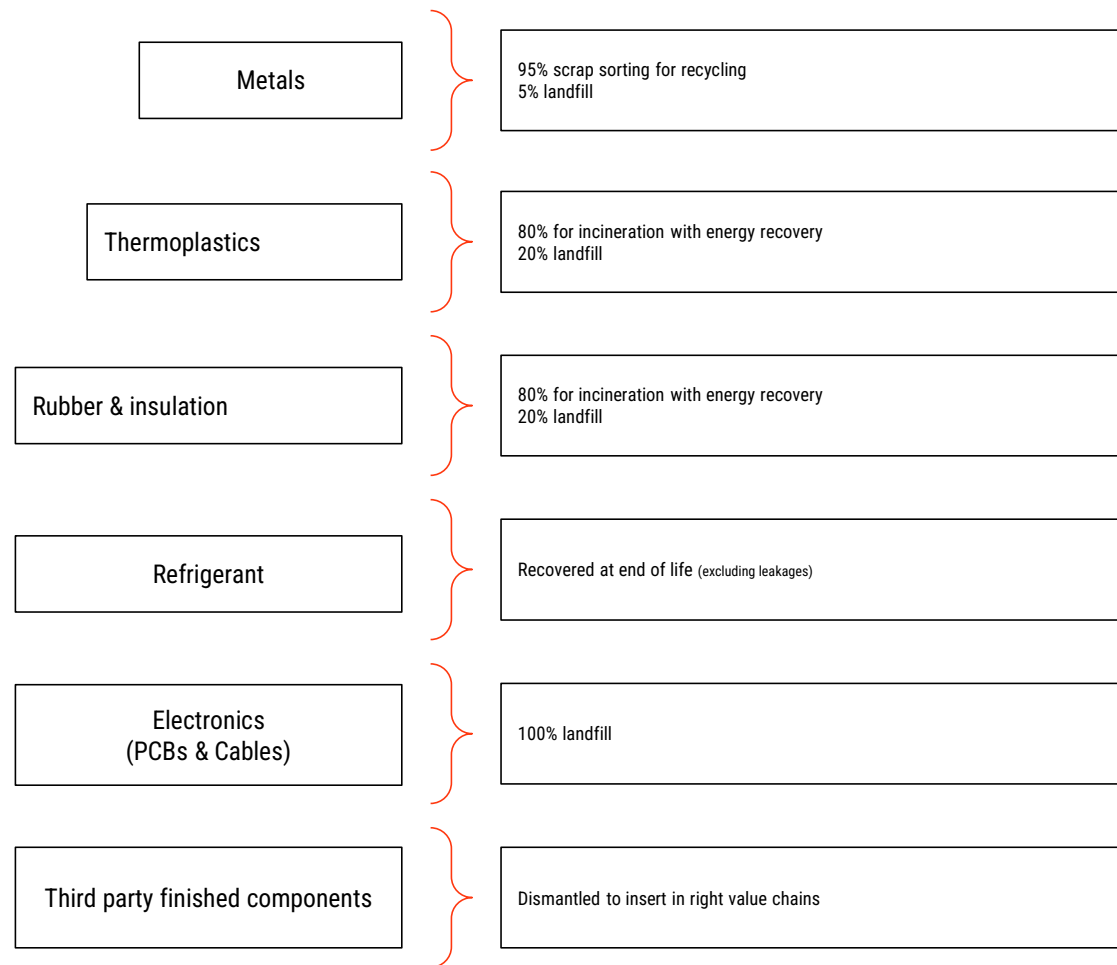 Metals
95% scrap sorting for recycling
5% landfill
Thermoplastics
80% for incineration with energy recovery
20% landfill
Rubber & insulation
80% for incineration with energy recovery
20% landfill
Refrigerant
Recovered at end of life (excluding leakages)
Electronics
(PCBs & Cables)
100% landfill
Third party finished components
Dismantled to insert in right value chains